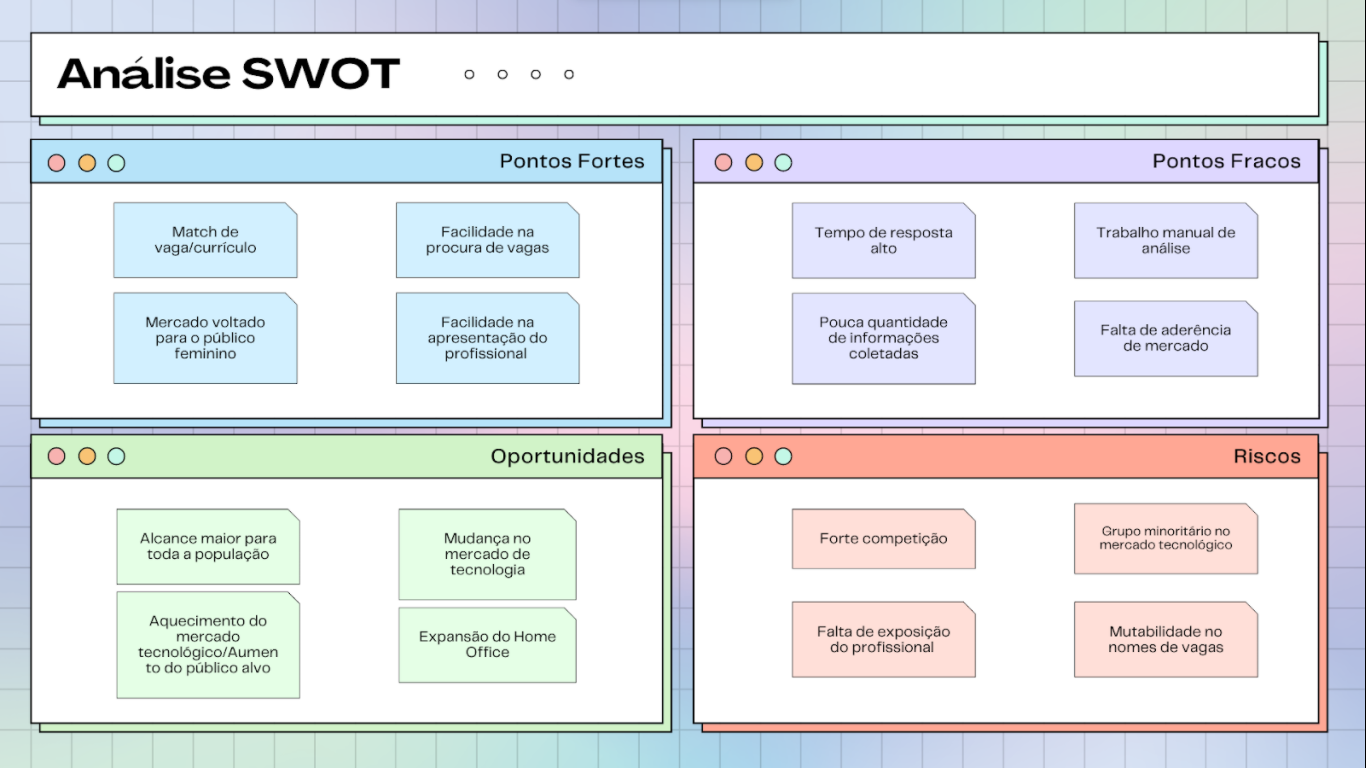 Análise SWOT
Pontos Fortes
Match de
vaga/currículo
Facilidade na
procura de vagas
Mercado voltado
para o público
feminino
Facilidade na
apresentação do
profissional
Pontos Fracos
Tempo de resposta
alto
Trabalho manual de
análise
Pouca quantidade
de informações
coletadas
Falta de aderência
de mercado
Oportunidades
Alcance maior para
toda a população
Mudança no
mercado de
tecnologia
Aquecimento do
mercado
tecnológico/Aumen
to do público alvo
Expansão do Home
Office
Riscos
Forte competição
Grupo minoritário no
mercado tecnológico
Falta de exposição
do profissional
Mutabilidade no
nomes de vagas